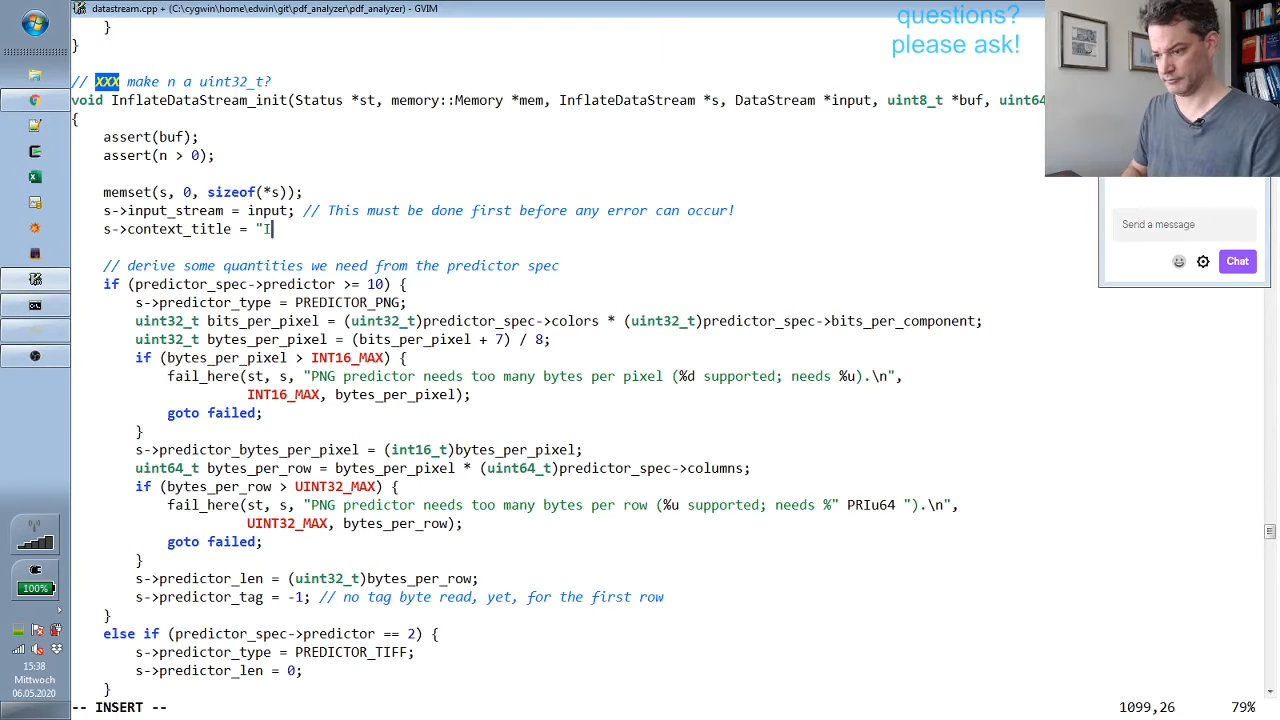 datastream.cpp + (C:\cygwin\home\edwin\git\pdf_analyzer\pdf_analyzer) - GVIM
questions?
please ask!
}
}
// XXX make n a uint32_t?
void InflateDataStream_init(Status *st, memory::Memory *mem, InflateDataStream *s, DataStream *input, uint8_t *buf, uint64
{
assert(buf);
assert(n > 0);
memset(s, 0, sizeof(*s));
s->input_stream = input; // This must be done first before any error can occur!
s->context_title = "I
// derive some quantities we need from the predictor spec
if (predictor_spec->predictor >= 10) {
s->predictor_type = PREDICTOR_PNG;
uint32_t bits_per_pixel = (uint32_t)predictor_spec->colors * (uint32_t)predictor_spec->bits_per_component;
uint32_t bytes_per_pixel = (bits_per_pixel + 7) / 8;
if (bytes_per_pixel > INT16_MAX) {
fail_here(st, s, "PNG predictor needs too many bytes per pixel (%d supported; needs %u).\n",
INT16_MAX, bytes_per_pixel);
goto failed;
}
s->predictor_bytes_per_pixel = (int16_t)bytes_per_pixel;
uint64_t bytes_per_row = bytes_per_pixel * (uint64_t)predictor_spec->columns;
if (bytes_per_row > UINT32_MAX) {
fail_here(st, s, "PNG predictor needs too many bytes per row (%u supported; needs %" PRIu64 ").\n",
UINT32_MAX, bytes_per_row);
goto failed;
}
s->predictor_len = (uint32_t)bytes_per_row;
s->predictor_tag = -1; // no tag byte read, yet, for the first row
}
else if (predictor_spec->predictor == 2) {
s->predictor_type = PREDICTOR_TIFF;
s->predictor_len = 0;
}
-- INSERT --
1099,26
79%
Send a message
Chat
100%
15:38
Mittwoch
06.05.2020